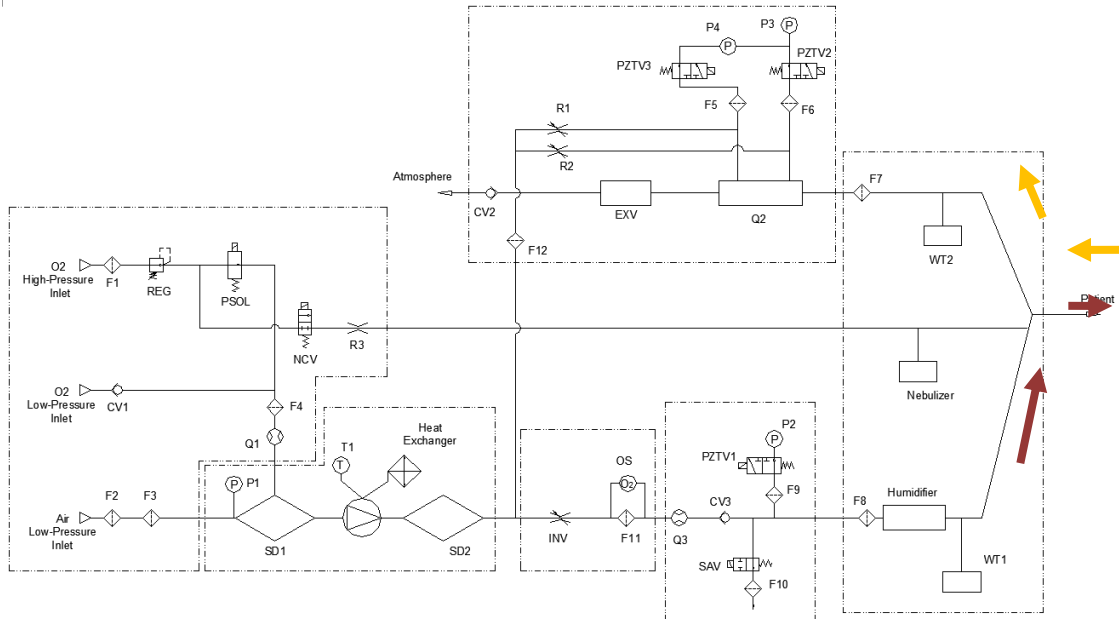 P3
P4
P
P
PZTV3
PZTV2
F5
F6
R1
R2
Atmosphere
CV2
EXV
Q2
F7
WT2
F12
O2
High-Pressure
Inlet
F1
REG
PSOL
NCV
R3
Patient
Nebulizer
O2
Low-Pressure
Inlet
CV1
F4
Q1
Heat
Exchanger
T1
T
P
P1
P2
P
PZTV1
F9
OS
O2
Air
Low-Pressure
Inlet
F2
F3
SD1
SD2
INV
F11
Q3
CV3
SAV
F10
F8
Humidifier
WT1